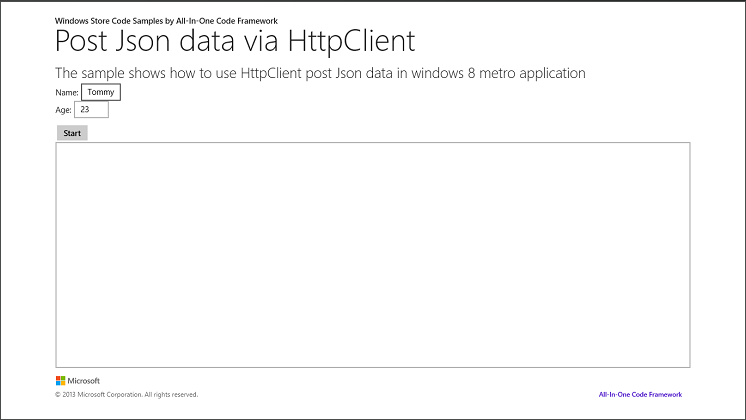 Windows Store Code Samples by All-In-One Code Framework
Post Json data via HttpClient
The sample shows how to use HttpClient post Json data in windows 8 metro application
Name: Tommy
Age: 23
Start
Microsoft
© 2013 Microsoft Corporation. All rights reserved. All-In-One Code Framework